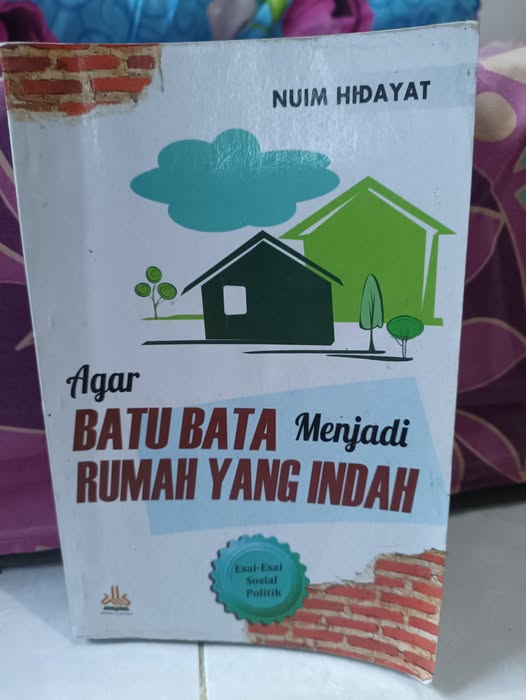 NUIM HIDAYAT
Agar
BATU BATA Menjadi
RUMAH YANG INDAH
Esai-Esai
Sosial
Politik